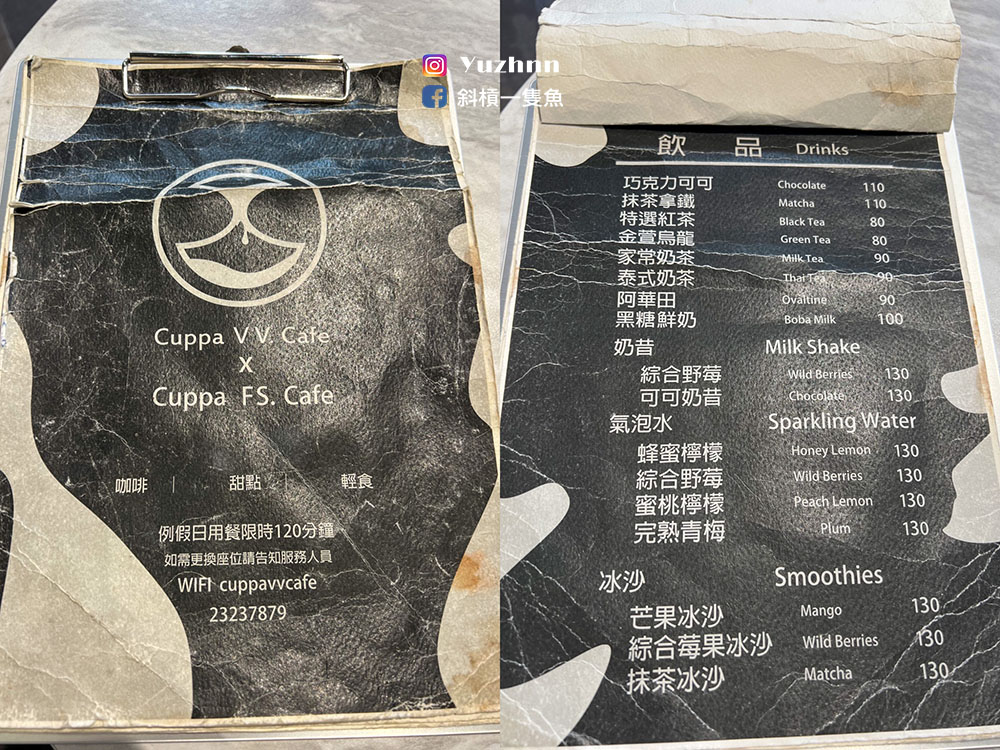 Yuzhnn
斜槓一隻魚
Cuppa V V. Cafe
X
Cuppa FS. Cafe
咖啡 | 甜點 | 輕食
例假日用餐限時120分鐘
如需更換座位請告知服務人員
WIFI cuppavvcafe
23237879
飲 品 Drinks
巧克力可可 Chocolate 110
抹茶拿鐵 Matcha 110
特選紅茶 Black Tea 80
金萱烏龍 Green Tea 80
家常奶茶 Milk Tea 90
泰式奶茶 Thai Tea 90
阿華田 Ovaltine 90
黑糖鮮奶 Boba Milk 100
奶昔 Milk Shake
綜合野莓 Wild Berries 130
可可奶昔 Chocolate 130
氣泡水 Sparkling Water
蜂蜜檸檬 Honey Lemon 130
綜合野莓 Wild Berries 130
蜜桃檸檬 Peach Lemon 130
完熟青梅 Plum 130
冰沙 Smoothies
芒果冰沙 Mango 130
綜合莓果冰沙 Wild Berries 130
抹茶冰沙 Matcha 130